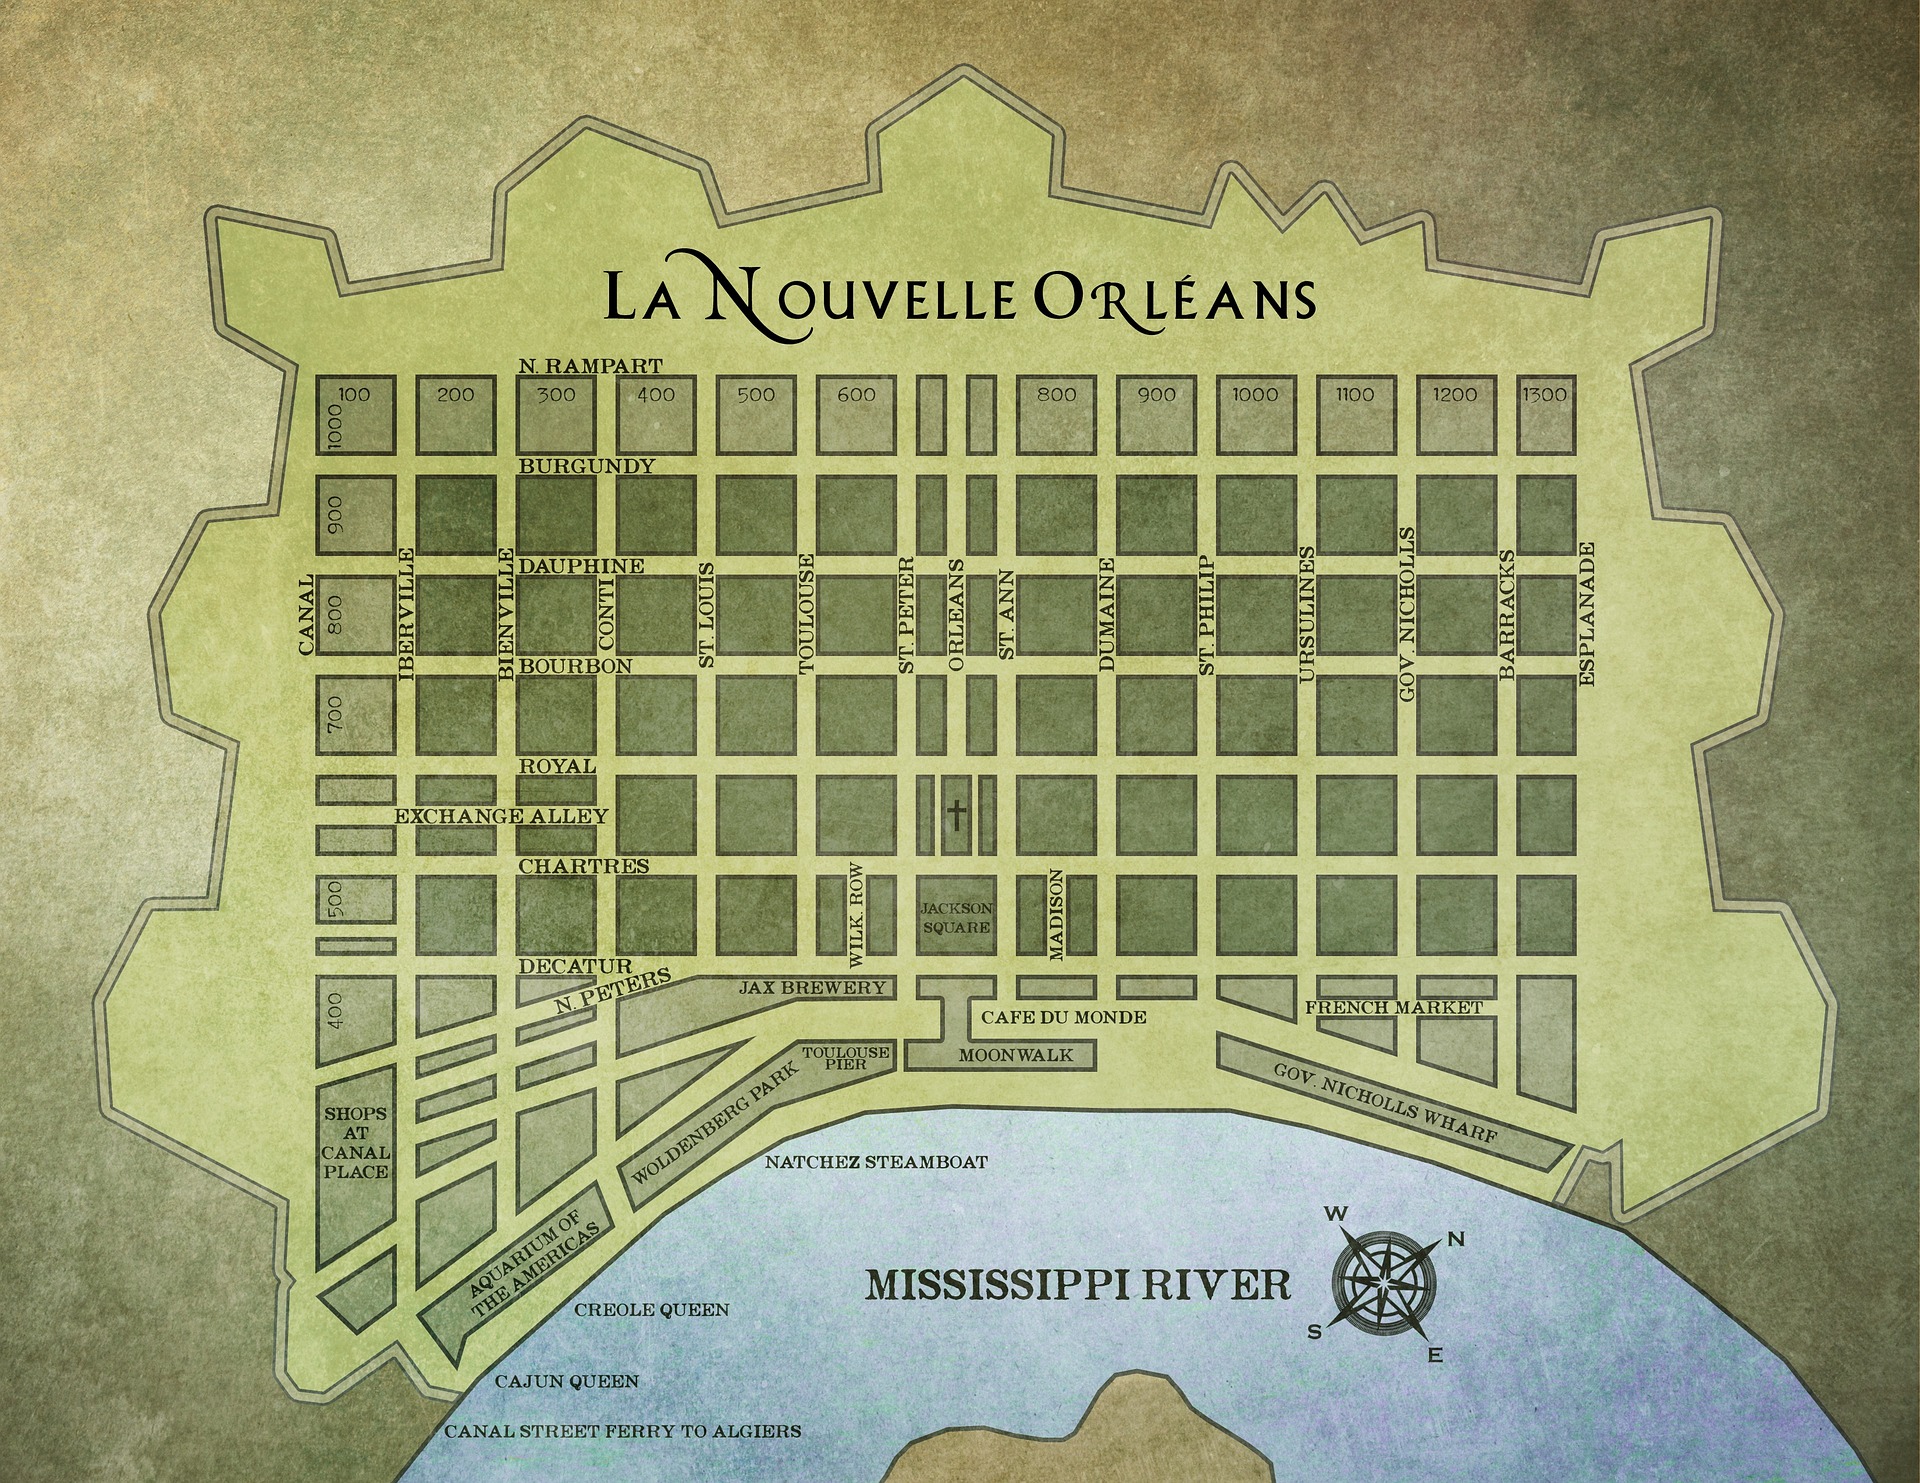 LA NOUVELLE ORLÉANS
N. RAMPART
100
200
300
400
500
600
800
900
1000
1100
1200
1300
1000
BURGUNDY
900
DAUPHINE
CANAL
IBERVILLE
BIENVILLE
CONTI
ST. LOUIS
TOULOUSE
ST. PETER
ORLEANS
ST. ANN
DUMAINE
ST. PHILIP
URSULINES
GOV. NICHOLLS
BARRACKS
ESPLANADE
800
BOURBON
700
ROYAL
EXCHANGE ALLEY
CHARTRES
500
WILK. ROW
JACKSON
SQUARE
MADISON
DECATUR
N. PETERS
JAX BREWERY
400
CAFE DU MONDE
FRENCH MARKET
TOULOUSE
PIER
MOONWALK
WOLDENBERG PARK
GOV. NICHOLLS WHARF
SHOPS
AT
CANAL
PLACE
NATCHEZ STEAMBOAT
AQUARIUM OF
THE AMERICAS
MISSISSIPPI RIVER
W
N
S
E
CREOLE QUEEN
CAJUN QUEEN
CANAL STREET FERRY TO ALGIERS